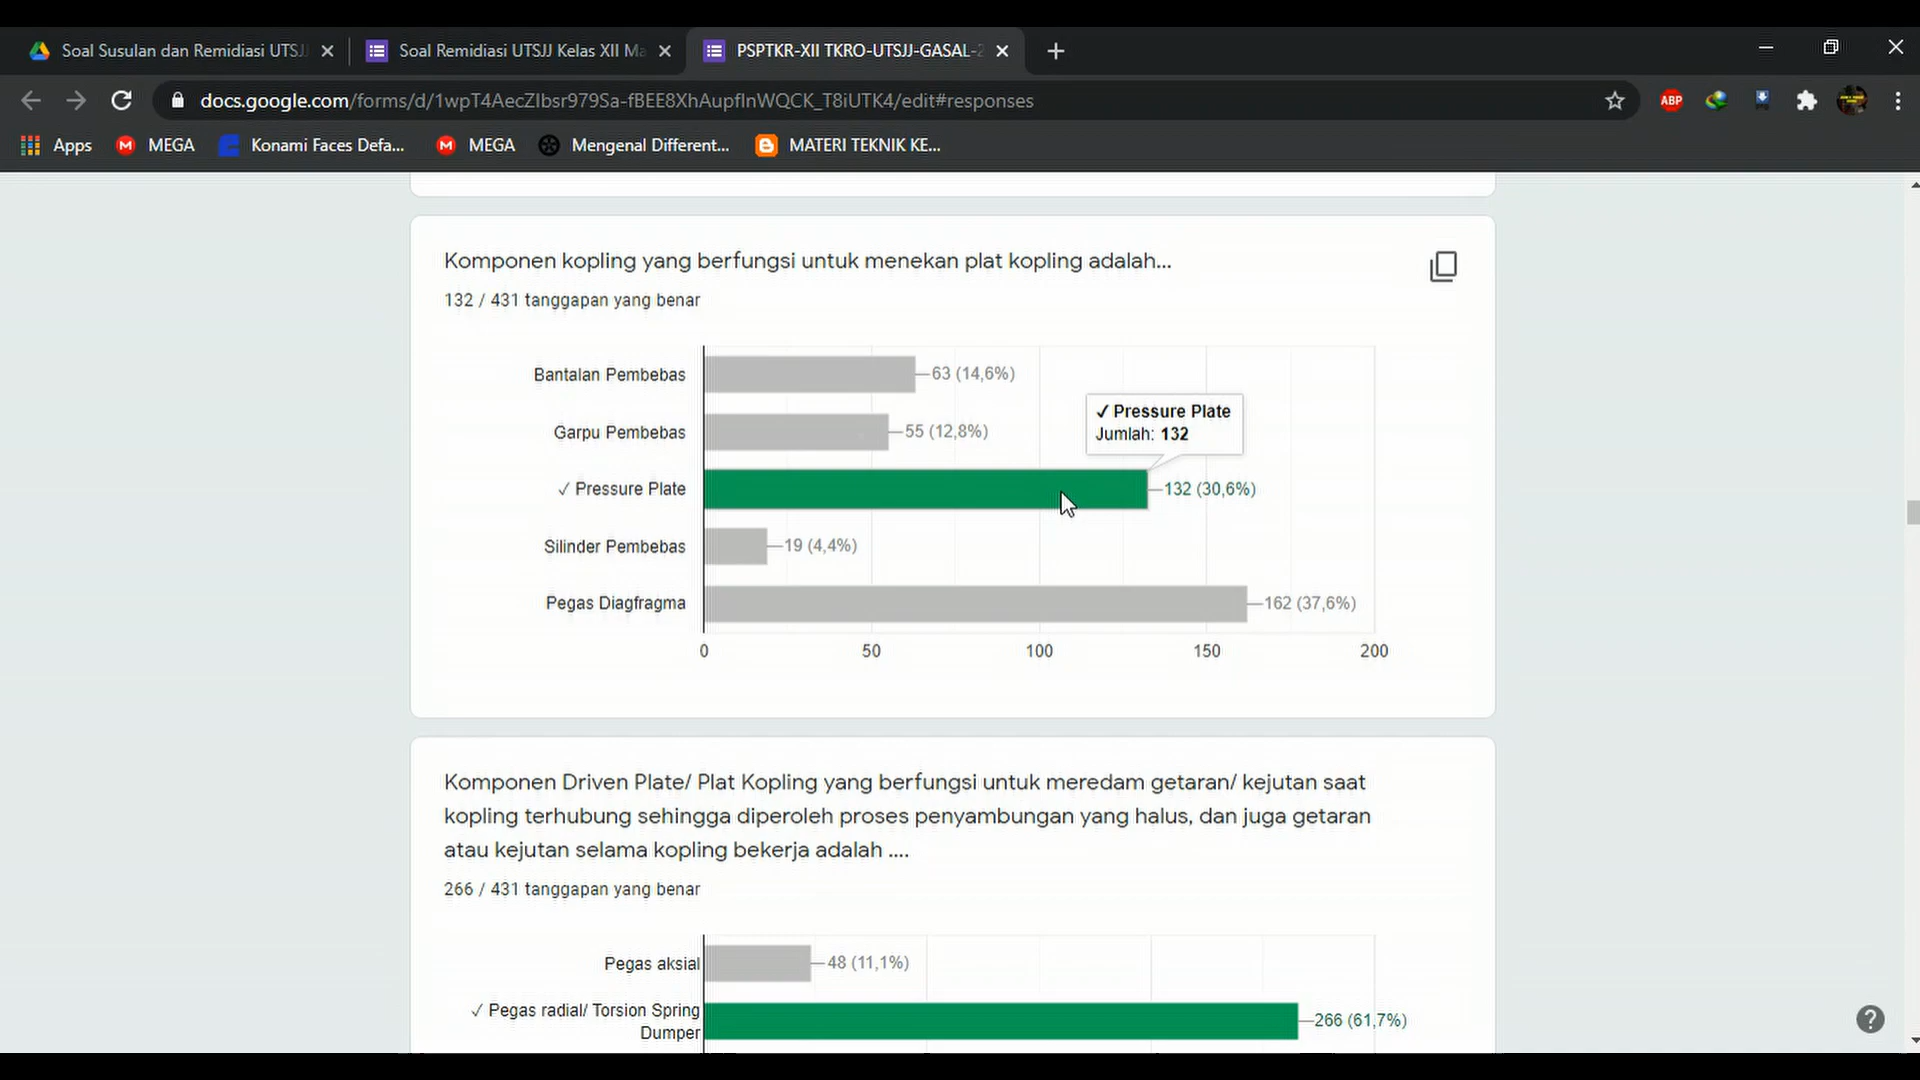 Soal Susulan dan Remidiasi UTSJ
Soal Remidiasi UTSJJ Kelas XII Ma
PSPTKR-XII TKRO-UTSJJ-GASAL-2
docs.google.com/forms/d/1wpT4AecZIbsr979Sa-fBEE8XhAupfInWQCK_T8iUTK4/edit#responses
ABP
Apps
MEGA
Konami Faces Defa...
MEGA
Mengenal Different...
MATERI TEKNIK KE...
Komponen kopling yang berfungsi untuk menekan plat kopling adalah...
132 / 431 tanggapan yang benar
Bantalan Pembebas
63 (14,6%)
✓ Pressure Plate
Jumlah: 132
Garpu Pembebas
55 (12,8%)
✓ Pressure Plate
132 (30,6%)
Silinder Pembebas
19 (4,4%)
Pegas Diagfragma
162 (37,6%)
0 50 100 150 200
Komponen Driven Plate/ Plat Kopling yang berfungsi untuk meredam getaran/ kejutan saat
kopling terhubung sehingga diperoleh proses penyambungan yang halus, dan juga getaran
atau kejutan selama kopling bekerja adalah ....
266 / 431 tanggapan yang benar
Pegas aksial
48 (11,1%)
✓ Pegas radial/ Torsion Spring
Dumper
266 (61,7%)